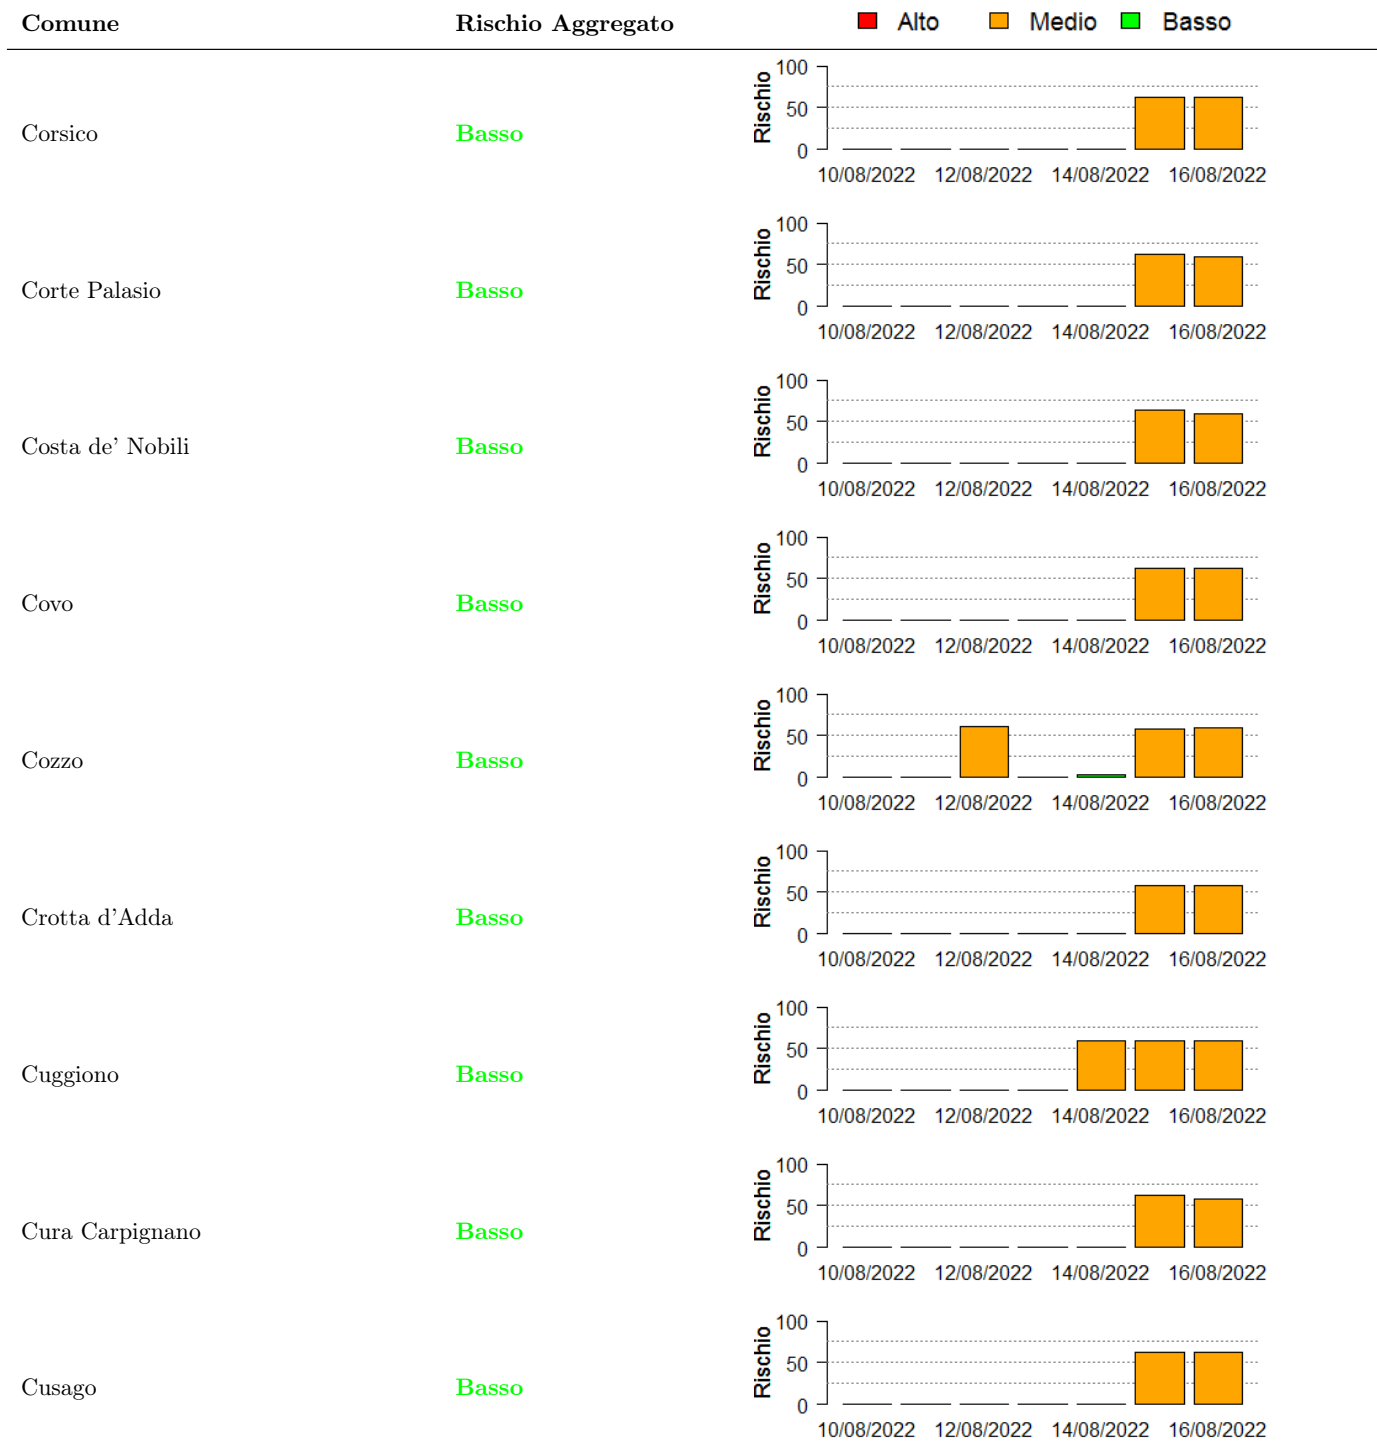 Comune Rischio Aggregato Alto Medio Basso
Corsico Basso Rischio 100 50 0
10/08/2022 12/08/2022 14/08/2022 16/08/2022
Corte Palasio Basso Rischio 100 50 0
10/08/2022 12/08/2022 14/08/2022 16/08/2022
Costa de' Nobili Basso Rischio 100 50 0
10/08/2022 12/08/2022 14/08/2022 16/08/2022
Covo Basso Rischio 100 50 0
10/08/2022 12/08/2022 14/08/2022 16/08/2022
Cozzo Basso Rischio 100 50 0
10/08/2022 12/08/2022 14/08/2022 16/08/2022
Crotta d'Adda Basso Rischio 100 50 0
10/08/2022 12/08/2022 14/08/2022 16/08/2022
Cuggiono Basso Rischio 100 50 0
10/08/2022 12/08/2022 14/08/2022 16/08/2022
Cura Carpignano Basso Rischio 100 50 0
10/08/2022 12/08/2022 14/08/2022 16/08/2022
Cusago Basso Rischio 100 50 0
10/08/2022 12/08/2022 14/08/2022 16/08/2022